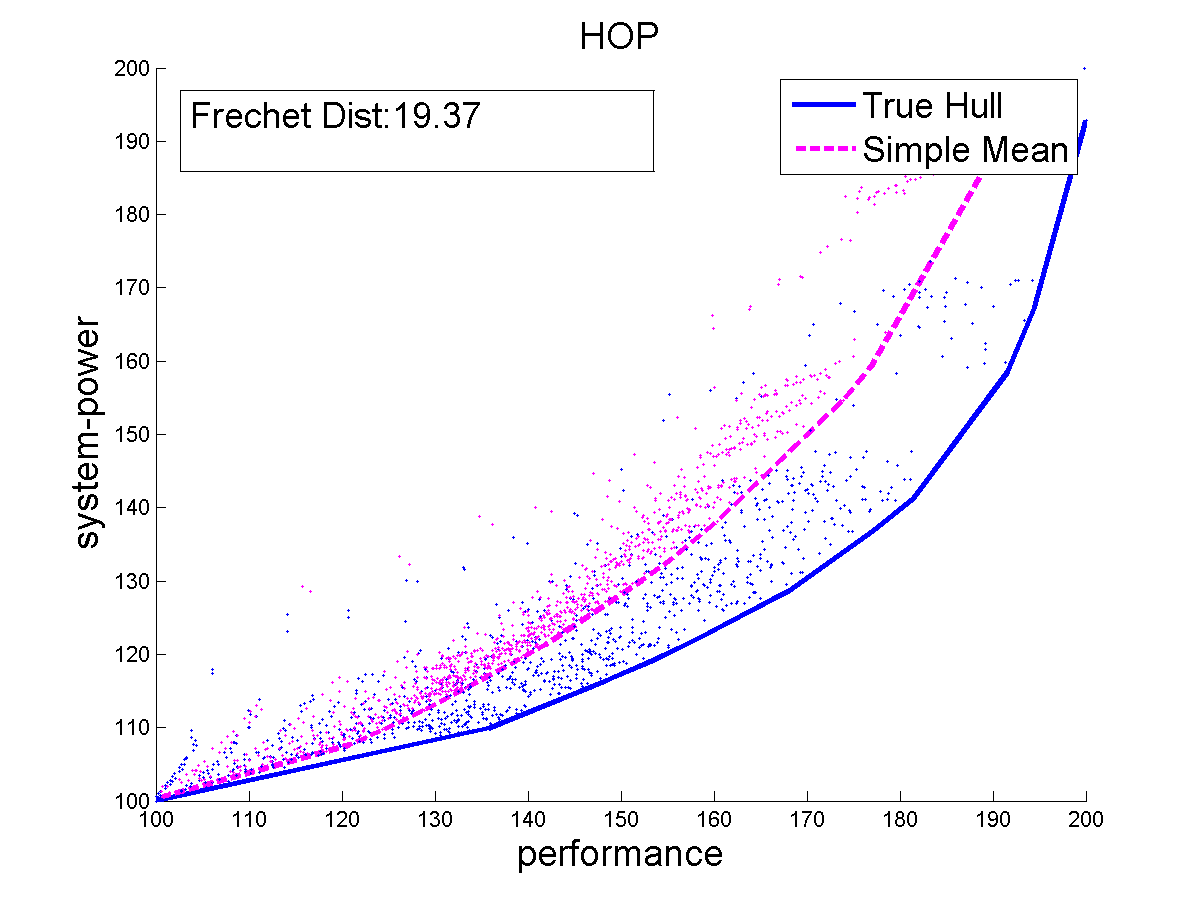 HOP
Frechet Dist:19.37
True Hull
Simple Mean
200
190
180
170
160
150
140
130
120
110
100
system-power
100 110 120 130 140 150 160 170 180 190 200
performance